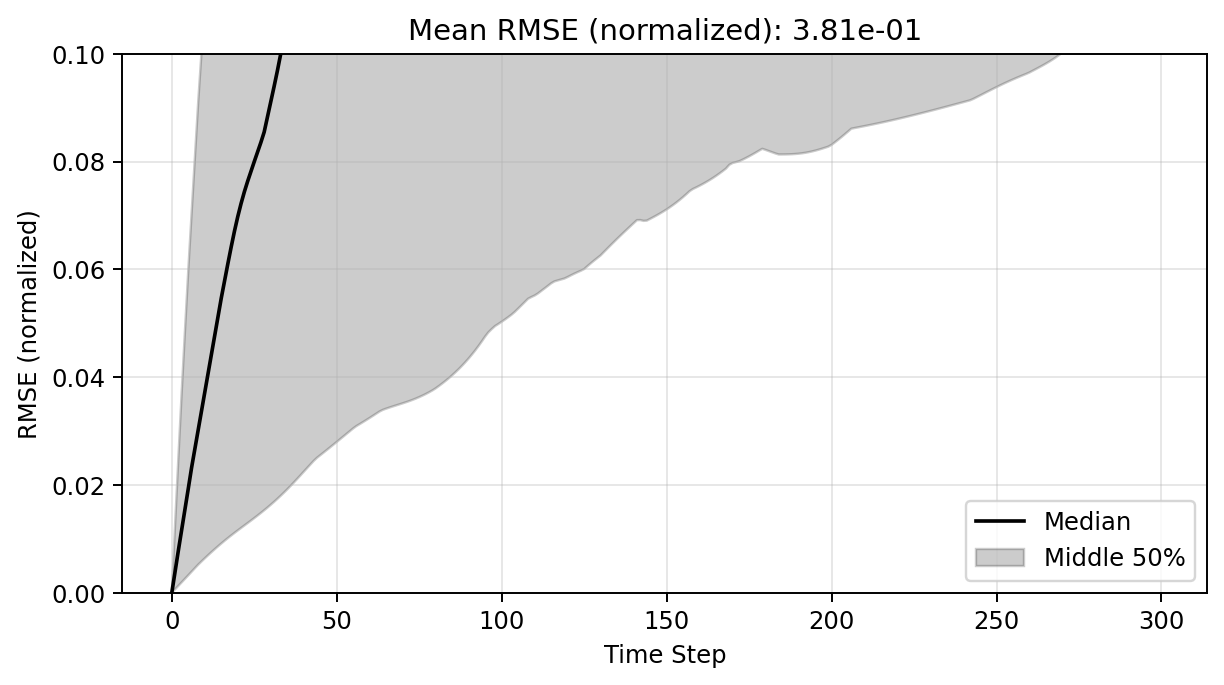 Mean RMSE (normalized): 3.81e-01
RMSE (normalized)
0.10
0.08
0.06
0.04
0.02
0.00
0 50 100 150 200 250 300
Time Step
Median
Middle 50%